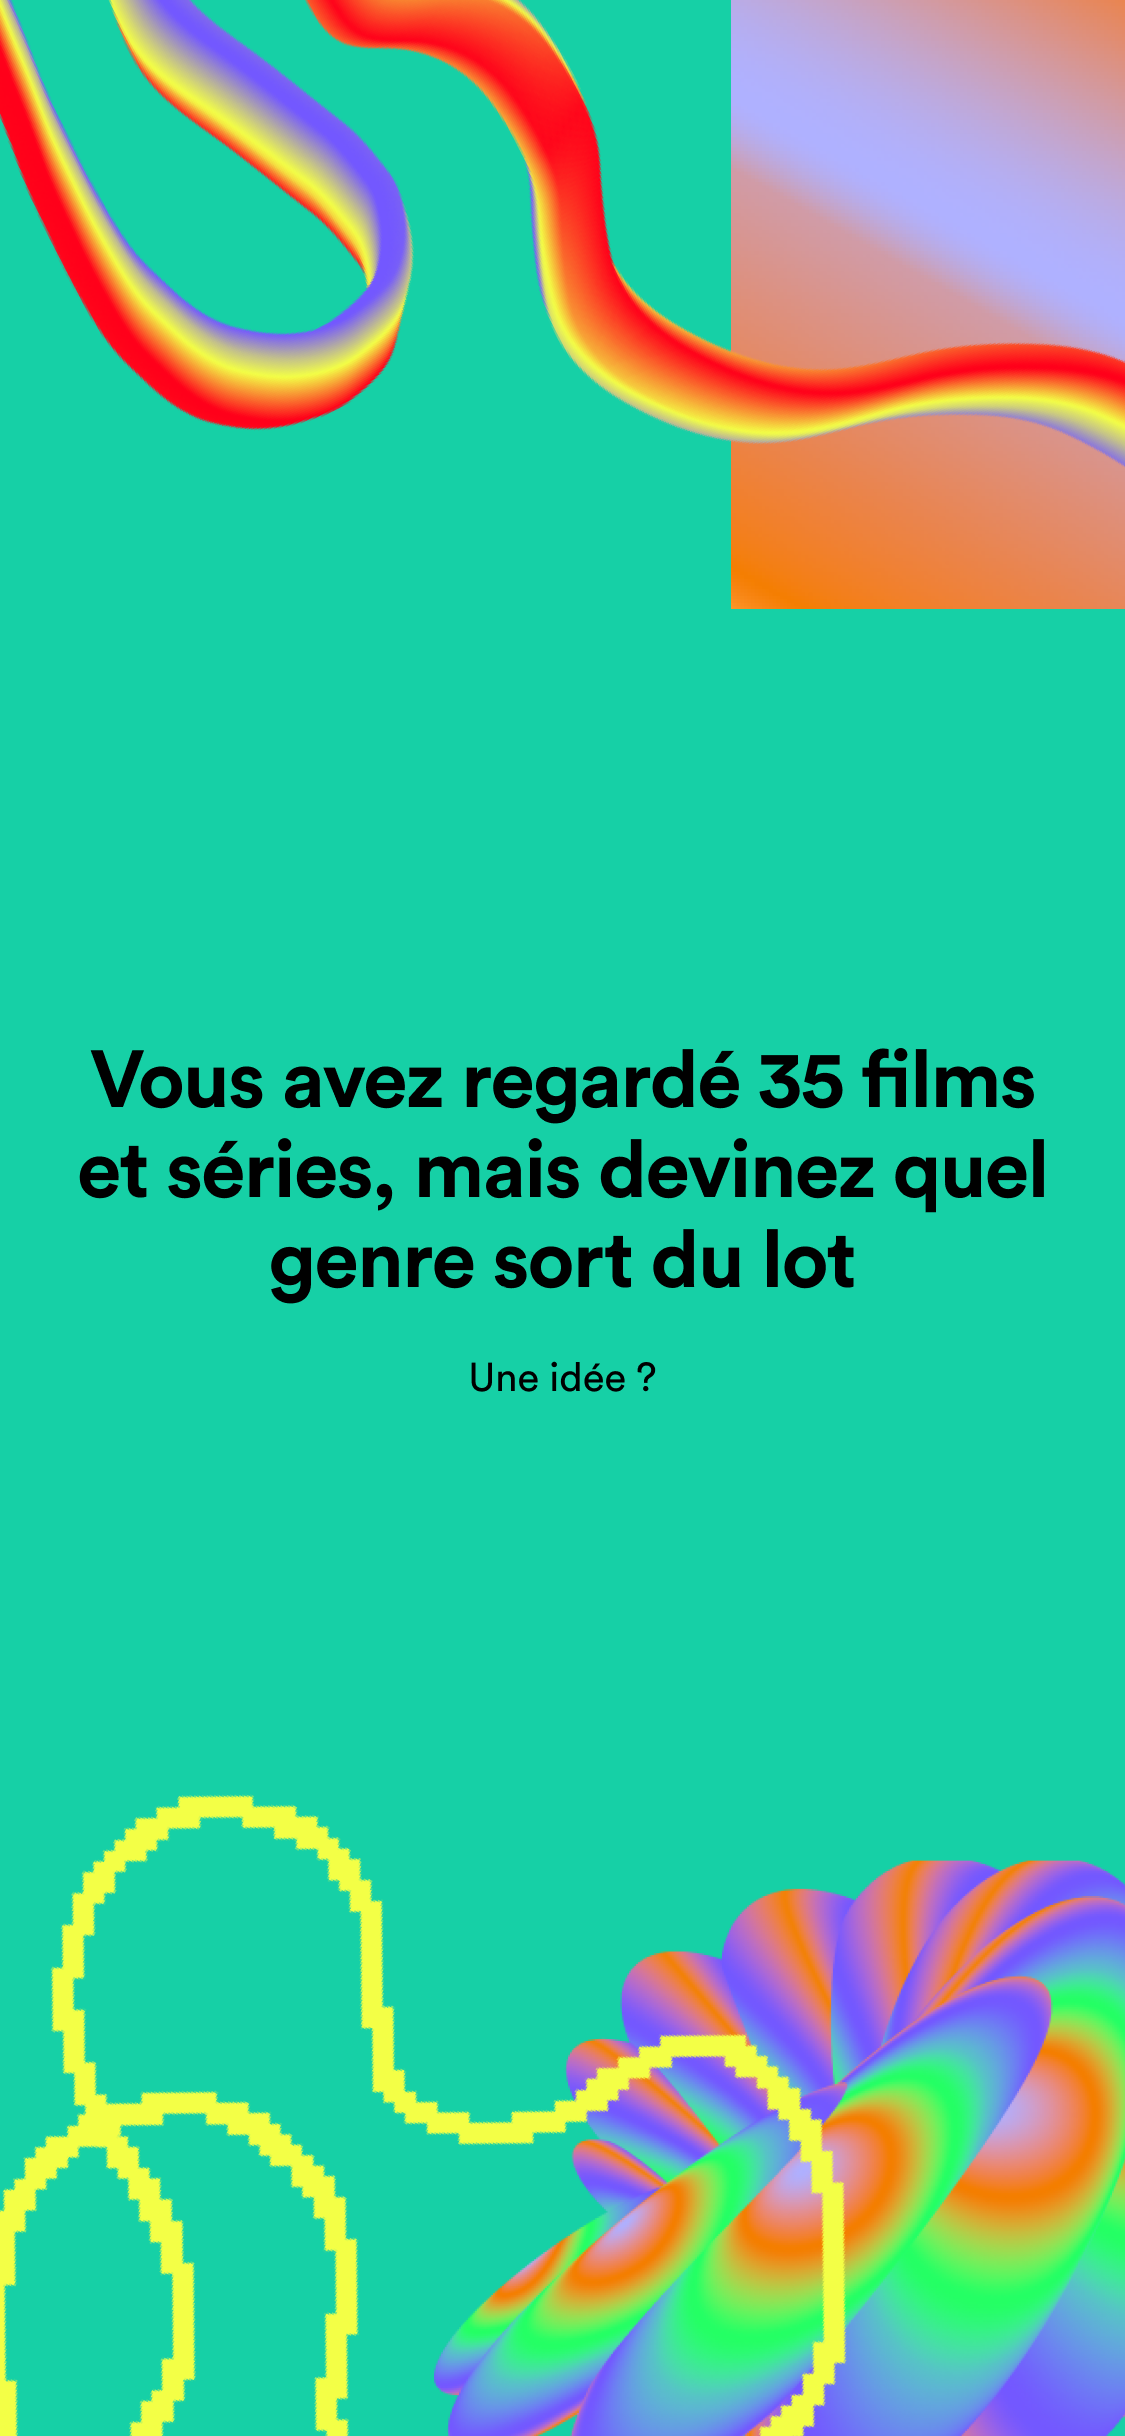 Vous avez regardé 35 films
et séries, mais devinez quel
genre sort du lot
Une idée ?